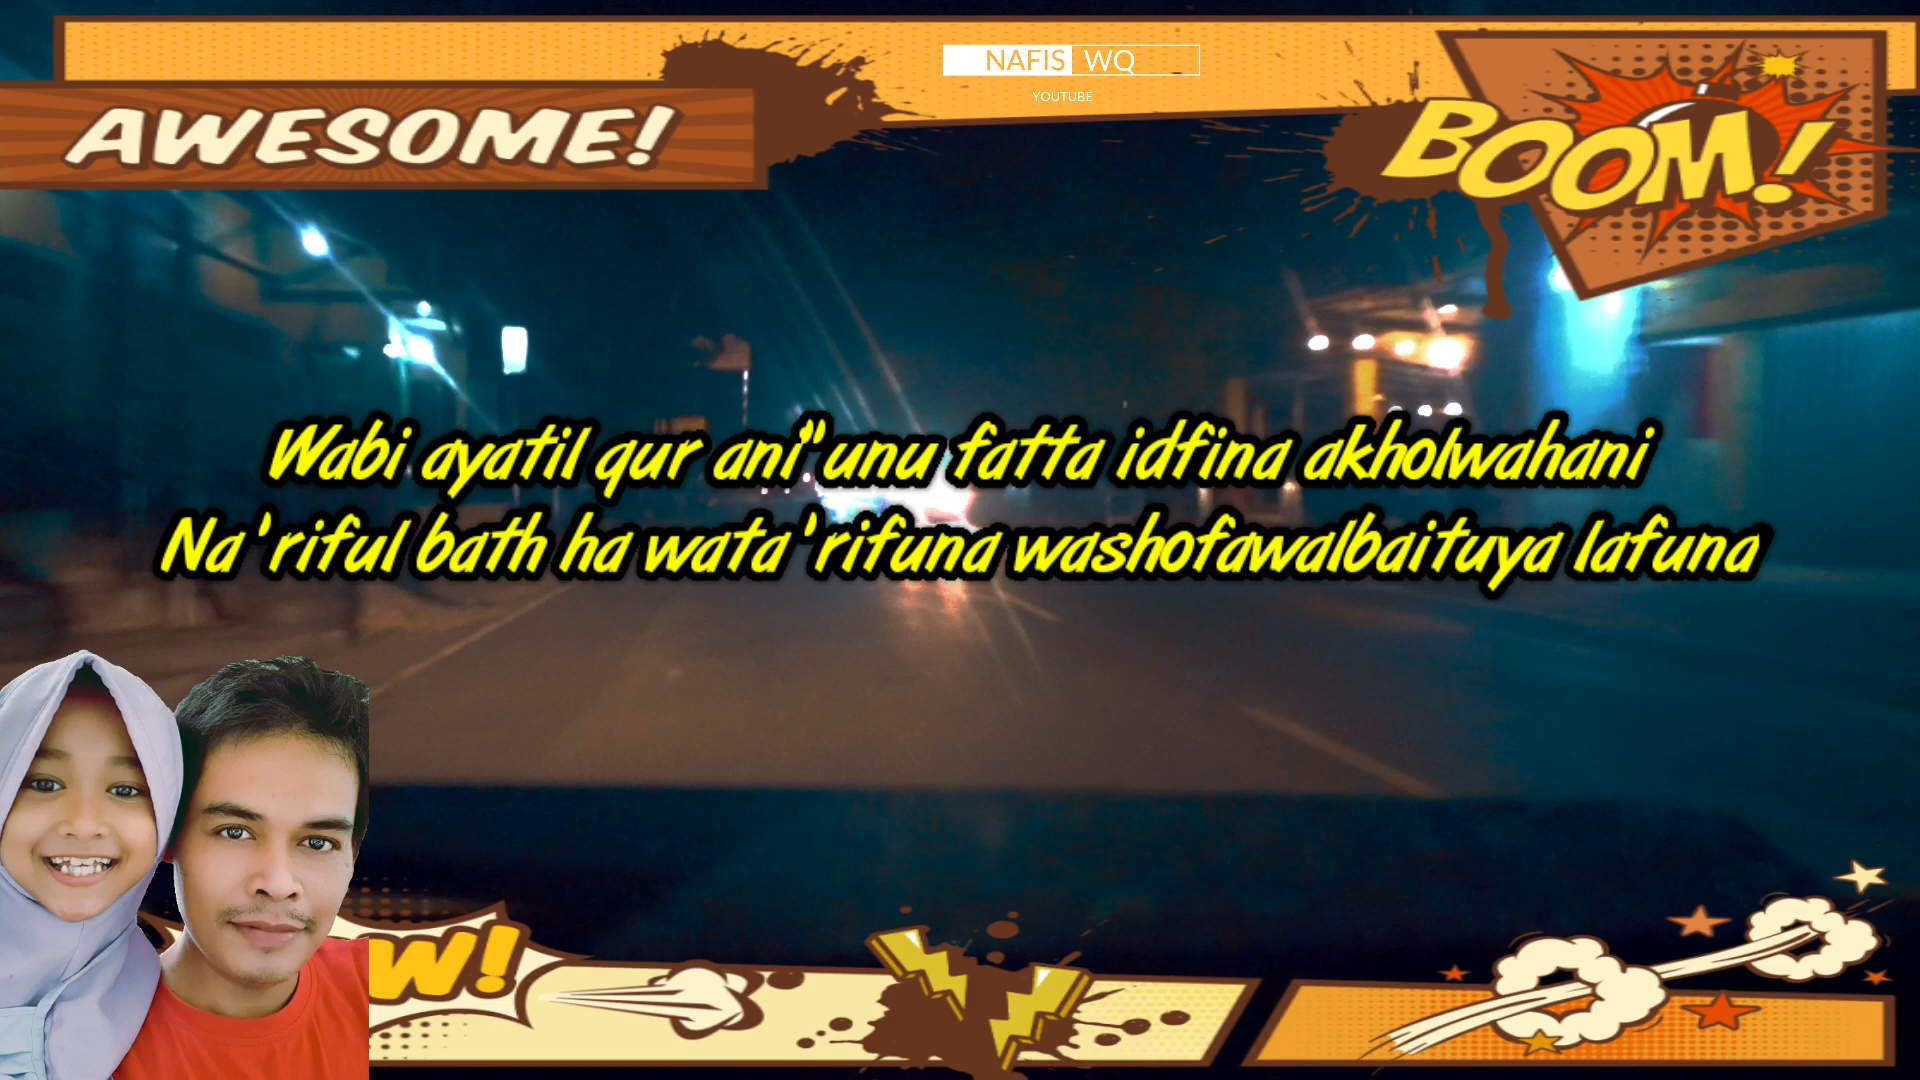 NAFIS WQ
YOUTUBE
AWESOME!
BOOM!
Wabi ayatil qur ani"unu fatta idfina akholwahani
Na'riful bath ha wata'rifuna washofawalbaituya lafuna
W!